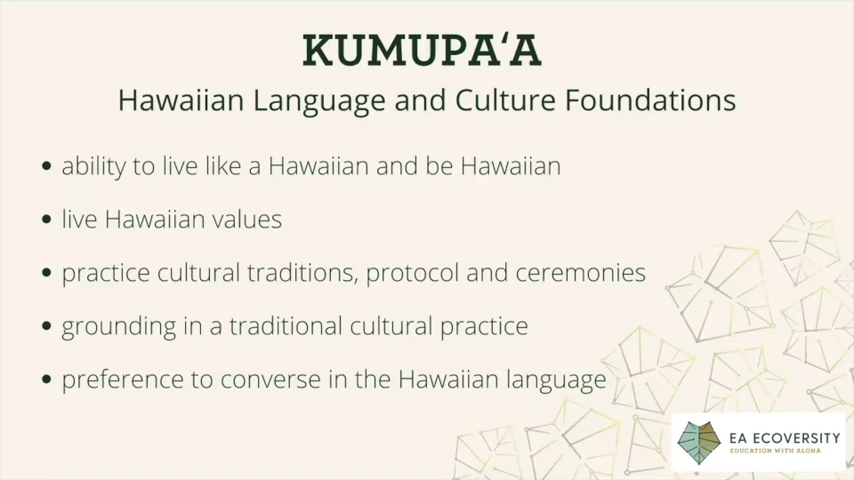 KUMUPAʻA
Hawaiian Language and Culture Foundations
• ability to live like a Hawaiian and be Hawaiian
• live Hawaiian values
• practice cultural traditions, protocol and ceremonies
• grounding in a traditional cultural practice
• preference to converse in the Hawaiian language
EA ECOVERSITY
EDUCATION WITH ALOHA